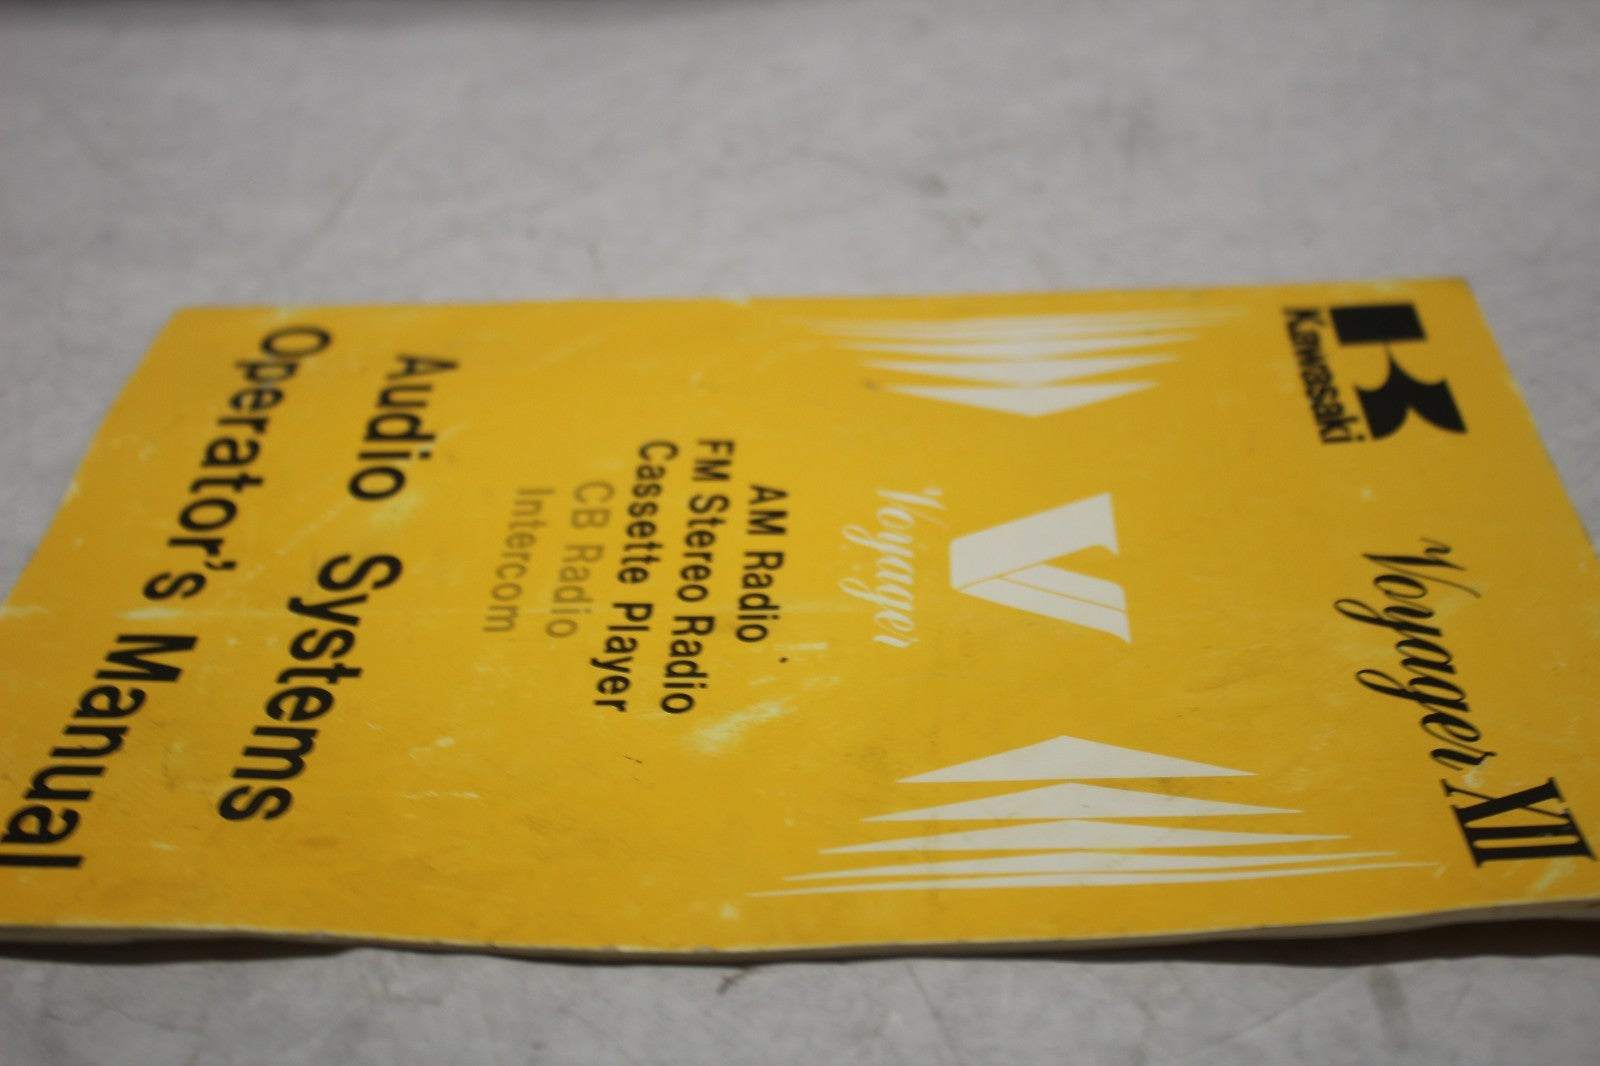 Kawasaki
Voyager XII
Voyager
AM Radio
FM Stereo Radio
Cassette Player
CB Radio
Intercom
Audio Systems
Operator's Manual